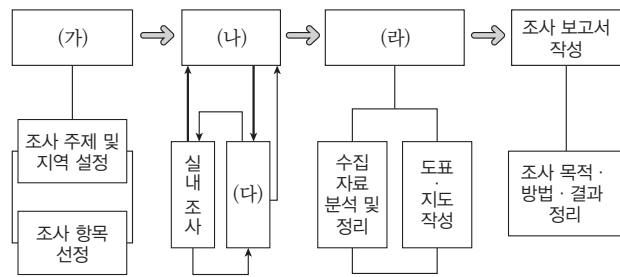 (가)
(나)
(라)
조사 보고서
작성
조사 주제 및
지역 설정
조사 항목
선정
실
내
조
사
(다)
수집
자료
분석 및
정리
도표
·
지도
작성
조사 목적·
방법·결과
정리